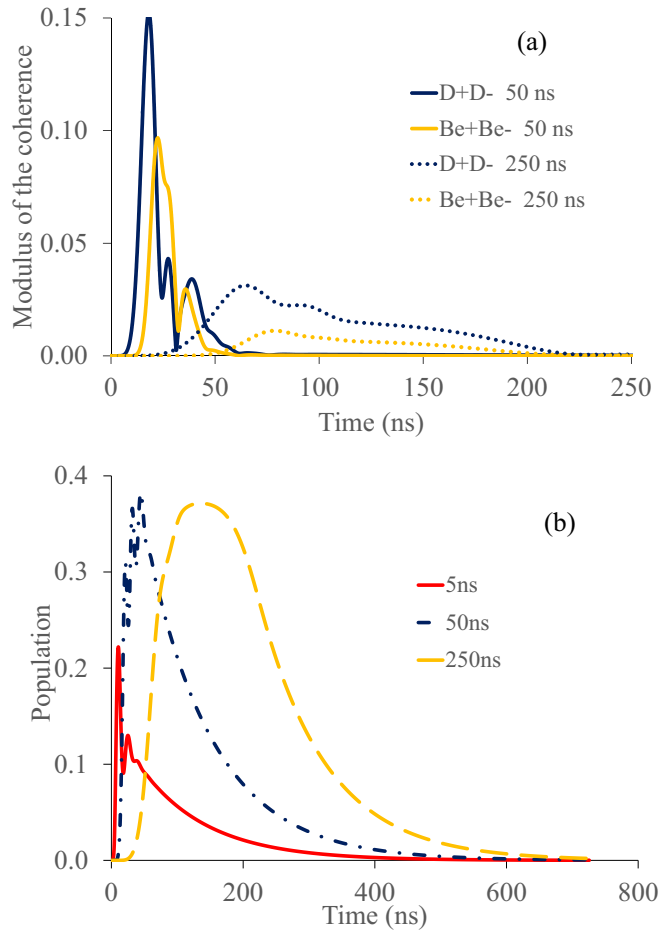 0.15
(a)
D+D- 50 ns
Be+Be- 50 ns
D+D- 250 ns
Be+Be- 250 ns
0.10
0.05
0.00
Modulus of the coherence
0 50 100 150 200 250
Time (ns)
0.4
(b)
5ns
50ns
250ns
0.3
0.2
0.1
0.0
Population
0 200 400 600 800
Time (ns)